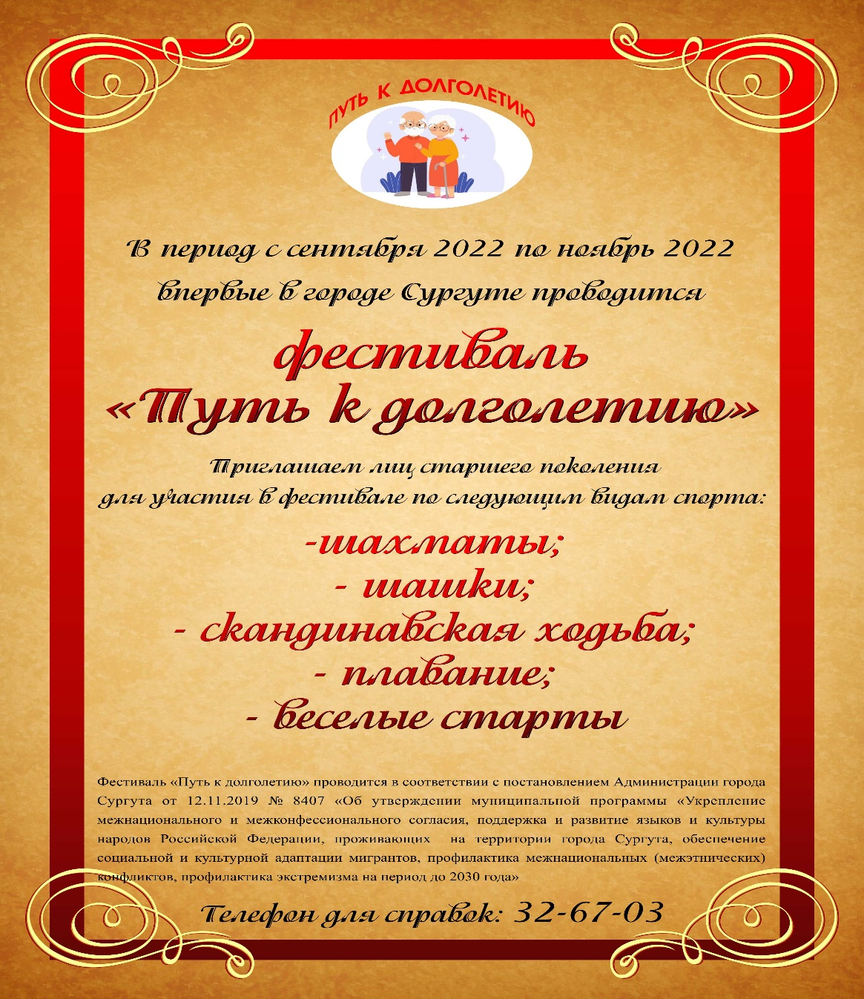 ПУТЬ К ДОЛГОЛЕТИЮ
В период с сентября 2022 по ноябрь 2022
впервые в городе Сургуте проводится
фестиваль
«Путь к долголетию»
Приглашаем лиц старшего поколения
для участия в фестивале по следующим видам спорта:
-шахматы;
- шашки;
- скандинавская ходьба;
- плавание;
- веселые старты
Фестиваль «Путь к долголетию» проводится в соответствии с постановлением Администрации города
Сургута от 12.11.2019 № 8407 «Об утверждении муниципальной программы «Укрепление
межнационального и межконфессионального согласия, поддержка и развитие языков и культуры
народов Российской Федерации, проживающих на территории города Сургута, обеспечение
социальной и культурной адаптации мигрантов, профилактика межнациональных (межэтнических)
конфликтов, профилактика экстремизма на период до 2030 года»
Телефон для справок: 32-67-03